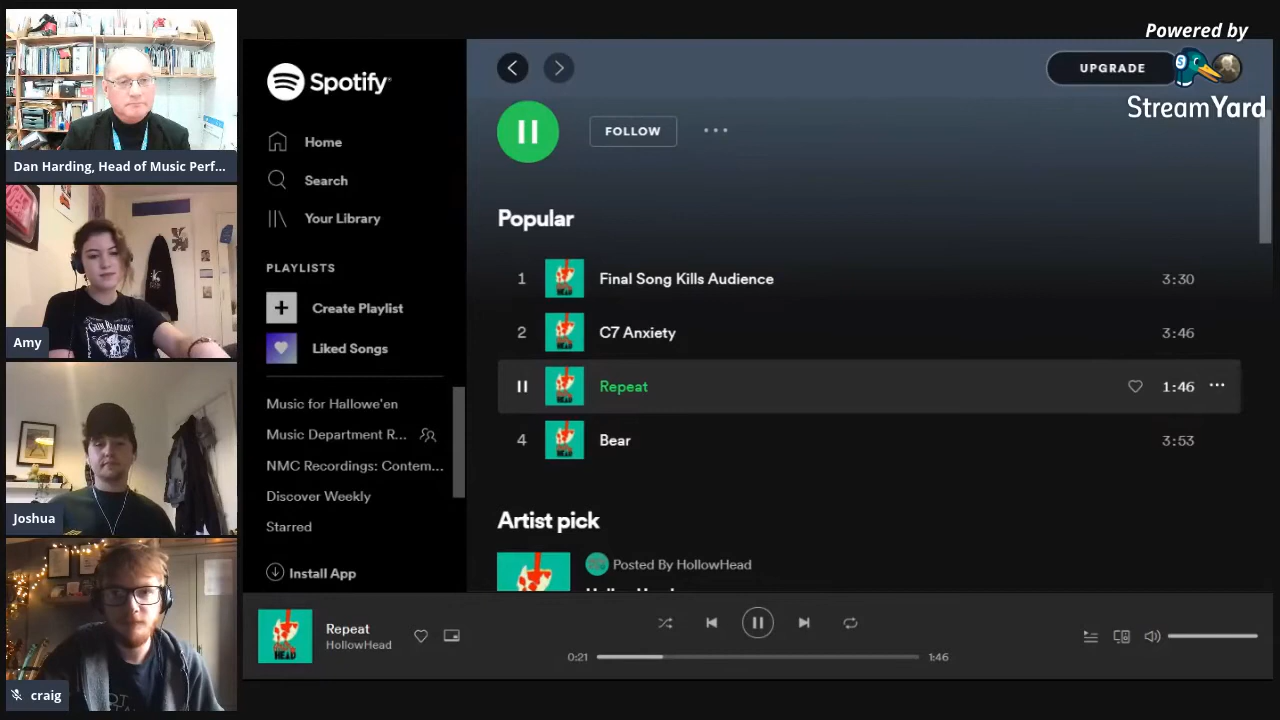 Powered by
StreamYard
Dan Harding, Head of Music Perf...
Amy
Joshua
craig
Spotify
Home
Search
Your Library
PLAYLISTS
Create Playlist
Liked Songs
Music for Hallowe'en
Music Department R...
NMC Recordings: Contem...
Discover Weekly
Starred
Install App
UPGRADE
FOLLOW
Popular
1 Final Song Kills Audience 3:30
2 C7 Anxiety 3:46
Repeat 1:46
4 Bear 3:53
Artist pick
Posted By HollowHead
Repeat
HollowHead
0:21
1:46
HEAD